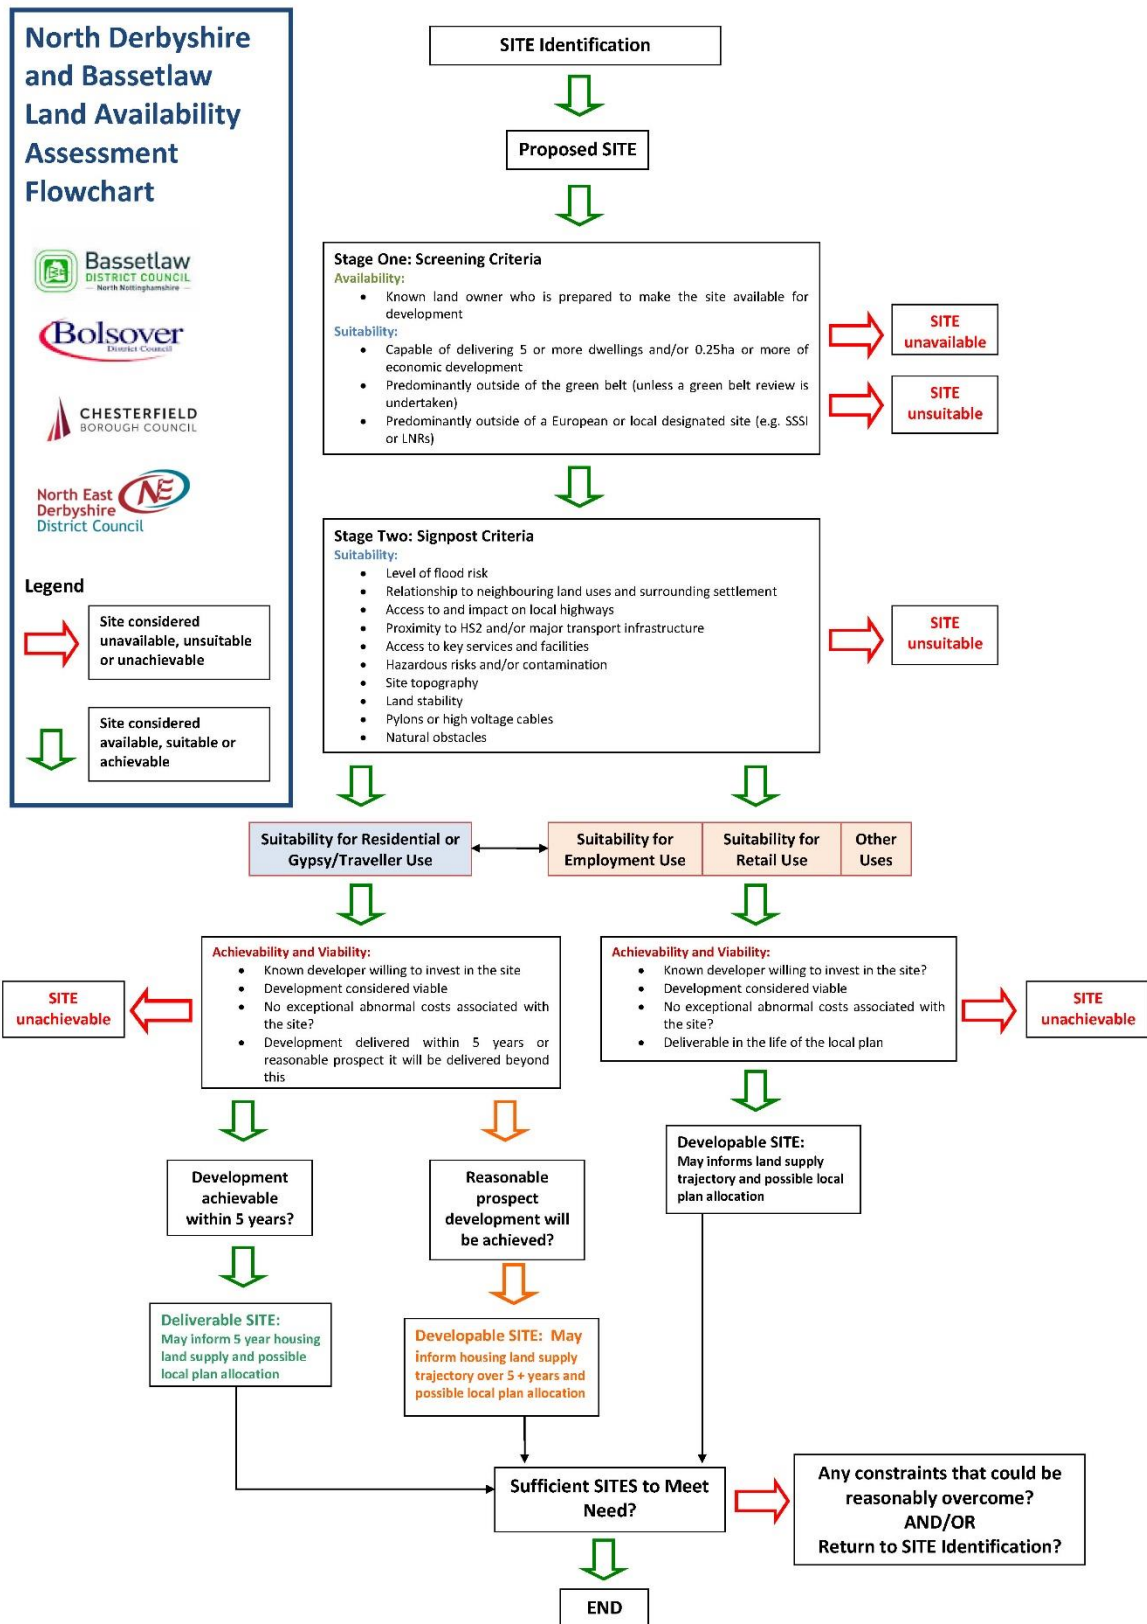 North Derbyshire
and Bassetlaw
Land Availability
Assessment
Flowchart
Bassetlaw
DISTRICT COUNCIL
North Nottinghamshire
Bolsover
District Council
CHESTERFIELD
BOROUGH COUNCIL
North East
Derbyshire
District Council
NE
Legend
Site considered
unavailable, unsuitable
or unachievable
Site considered
available, suitable or
achievable
SITE Identification
Proposed SITE
Stage One: Screening Criteria
Availability:
• Known land owner who is prepared to make the site available for
development
Suitability:
• Capable of delivering 5 or more dwellings and/or 0.25ha or more of
economic development
• Predominantly outside of the green belt (unless a green belt review is
undertaken)
• Predominantly outside of a European or local designated site (e.g. SSSI
or LNRs)
SITE
unavailable
SITE
unsuitable
Stage Two: Signpost Criteria
Suitability:
• Level of flood risk
• Relationship to neighbouring land uses and surrounding settlement
• Access to and impact on local highways
• Proximity to HS2 and/or major transport infrastructure
• Access to key services and facilities
• Hazardous risks and/or contamination
• Site topography
• Land stability
• Pylons or high voltage cables
• Natural obstacles
SITE
unsuitable
Suitability for Residential or
Gypsy/Traveller Use
Suitability for
Employment Use
Suitability for
Retail Use
Other
Uses
Achievability and Viability:
• Known developer willing to invest in the site
• Development considered viable
• No exceptional abnormal costs associated with
the site?
• Development delivered within 5 years or
reasonable prospect it will be delivered beyond
this
SITE
unachievable
Achievability and Viability:
• Known developer willing to invest in the site?
• Development considered viable
• No exceptional abnormal costs associated with
the site?
• Deliverable in the life of the local plan
SITE
unachievable
Development
achievable
within 5 years?
Reasonable
prospect
development will
be achieved?
Developable SITE:
May informs land supply
trajectory and possible local
plan allocation
Deliverable SITE:
May inform 5 year housing
land supply and possible
local plan allocation
Developable SITE: May
inform housing land supply
trajectory over 5 + years and
possible local plan allocation
Sufficient SITES to Meet
Need?
Any constraints that could be
reasonably overcome?
AND/OR
Return to SITE Identification?
END